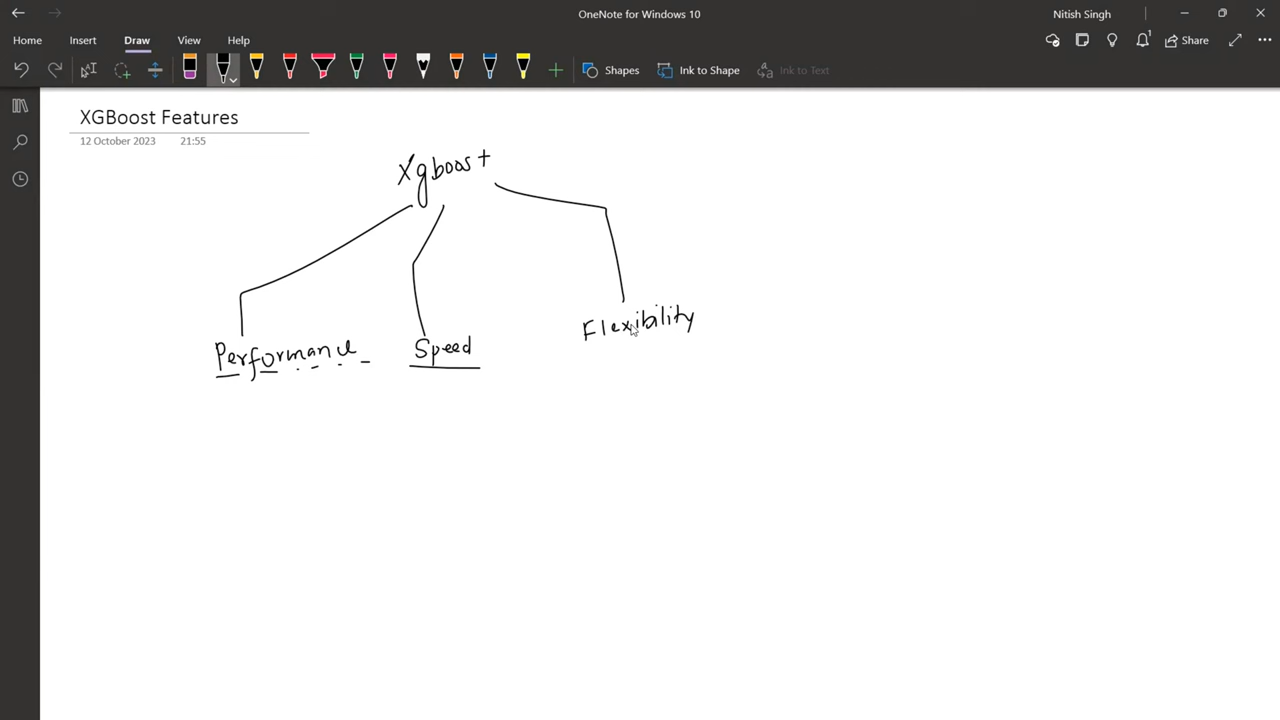 OneNote for Windows 10
Nitish Singh
Home
Insert
Draw
View
Help
1
Share
Shapes
Ink to Shape
Ink to Text
XGBoost Features
12 October 2023 21:55
Xgboost
Performance
Speed
Flexibility